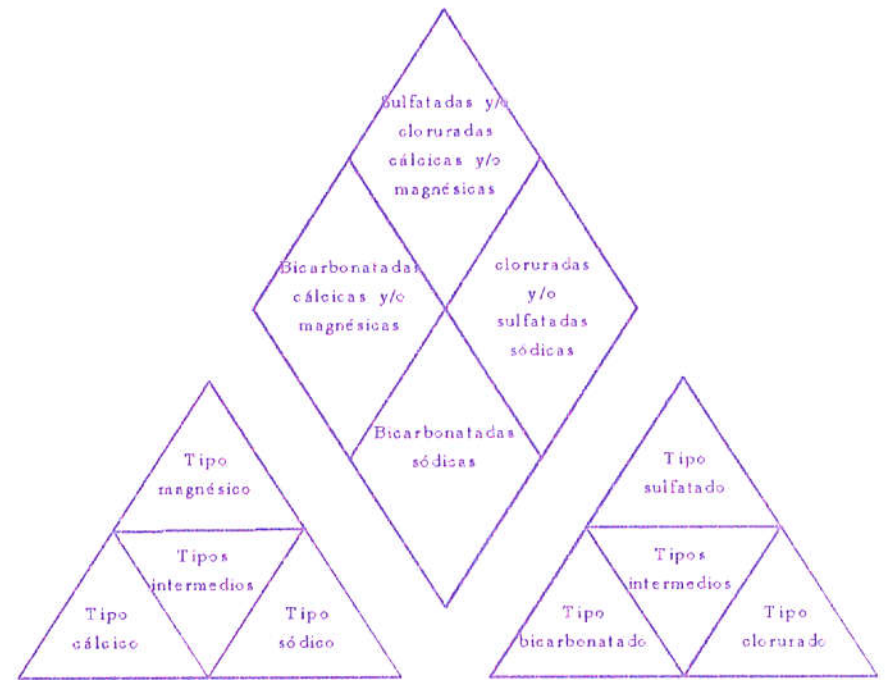 Sulfatadas y/o
cloruradas
cálcicas y/o
magnésicas
Bicarbonatadas
cálcicas y/o
magnésicas
cloruradas
y/o
sulfatadas
sódicas
Bicarbonatadas
sódicas
Tipo
magnésico
Tipos
intermedios
Tipo
cálcico
Tipo
sódico
Tipo
sulfatado
Tipos
intermedios
Tipo
bicarbonatado
Tipo
clorurado